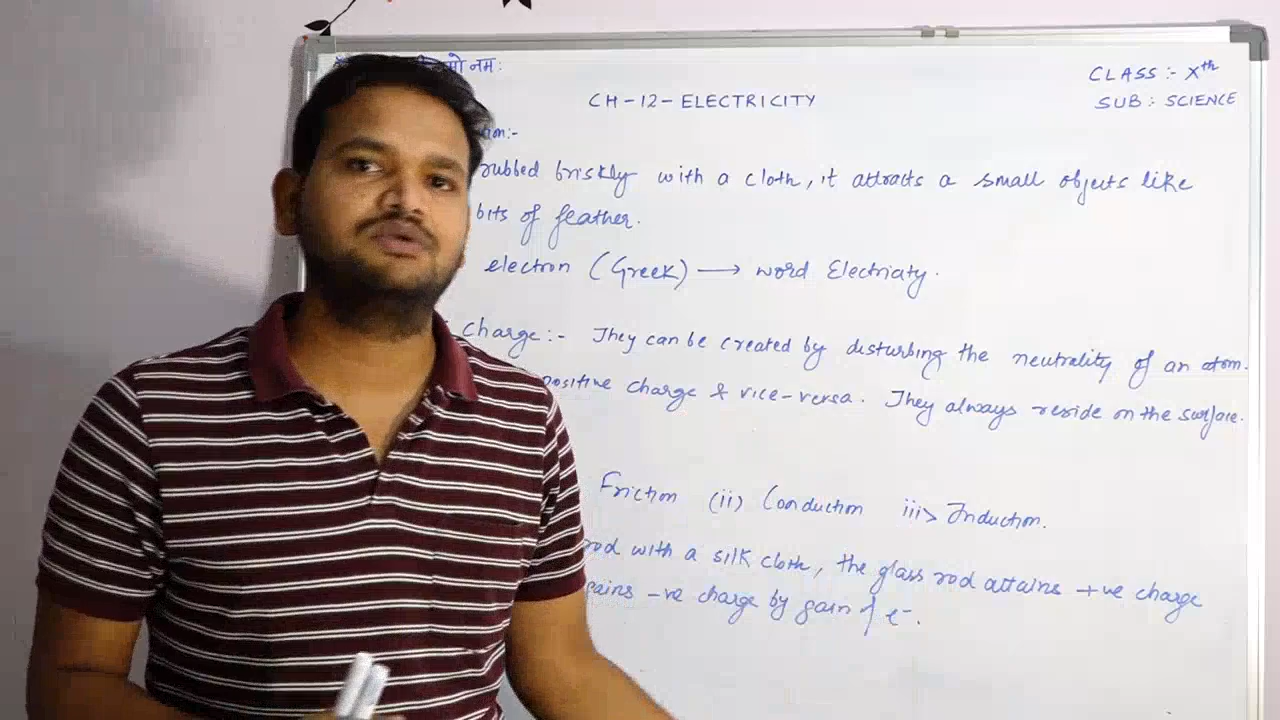 नमः
CLASS :- Xth
CH-12-ELECTRICITY
SUB : SCIENCE
rubbed briskly with a cloth, it attracts a small objects like
bits of feather.
electron (Greek) → word Electricity.
charge:- They can be created by disturbing the neutrality of an atom.
positive charge & vice-versa. They always reside on the surface.
Friction (ii) Conduction iii> Induction.
rod with a silk cloth, the glass rod attains +ve charge
-ve charge by gain of e-.